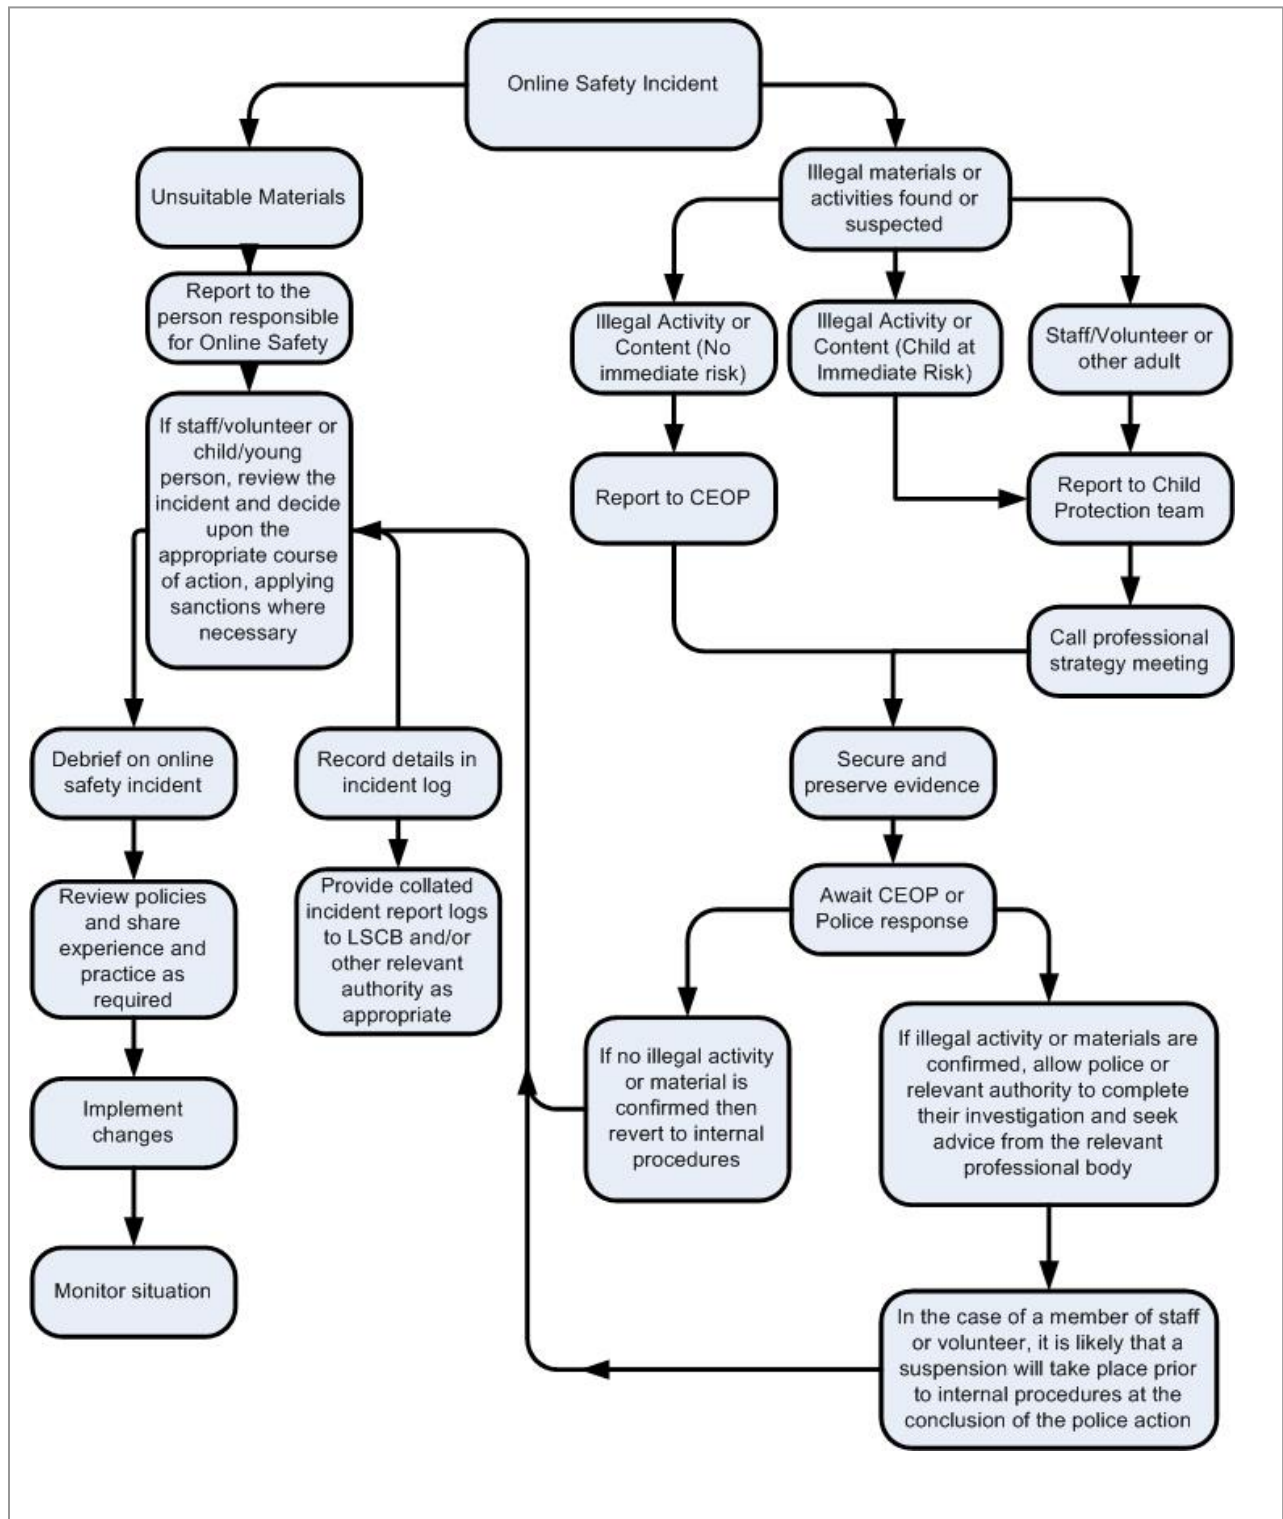 Online Safety Incident
Unsuitable Materials
Report to the
person responsible
for Online Safety
If staff/volunteer or
child/young
person, review the
incident and decide
upon the
appropriate course
of action, applying
sanctions where
necessary
Debrief on online
safety incident
Review policies
and share
experience and
practice as
required
Implement
changes
Monitor situation
Record details in
incident log
Provide collated
incident report logs
to LSCB and/or
other relevant
authority as
appropriate
Illegal materials or
activities found or
suspected
Illegal Activity or
Content (No
immediate risk)
Illegal Activity or
Content (Child at
Immediate Risk)
Staff/Volunteer or
other adult
Report to CEOP
Report to Child
Protection team
Call professional
strategy meeting
Secure and
preserve evidence
Await CEOP or
Police response
If no illegal activity
or material is
confirmed then
revert to internal
procedures
If illegal activity or materials are
confirmed, allow police or
relevant authority to complete
their investigation and seek
advice from the relevant
professional body
In the case of a member of staff
or volunteer, it is likely that a
suspension will take place prior
to internal procedures at the
conclusion of the police action